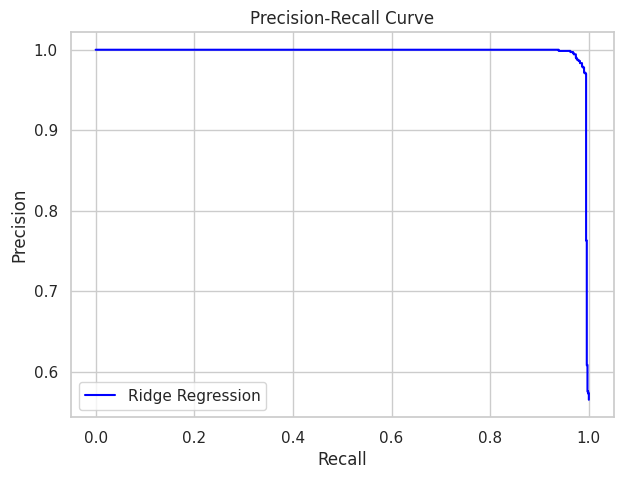 Precision-Recall Curve
1.0
0.9
0.8
0.7
0.6
Precision
Ridge Regression
0.0 0.2 0.4 0.6 0.8 1.0
Recall